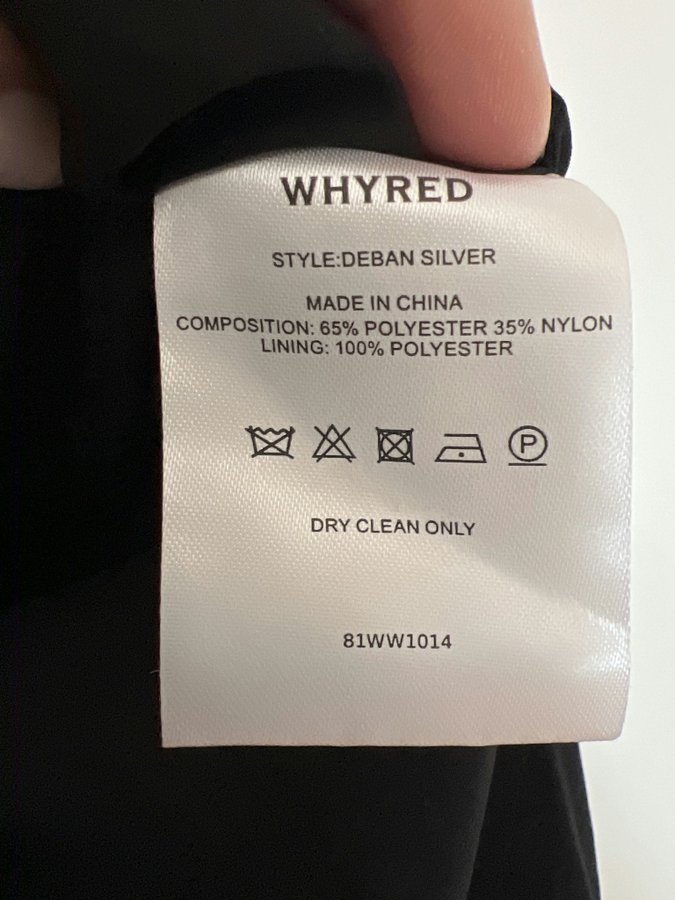 WHYRED
STYLE:DEBAN SILVER
MADE IN CHINA
COMPOSITION: 65% POLYESTER 35% NYLON
LINING: 100% POLYESTER
P
DRY CLEAN ONLY
81WW1014